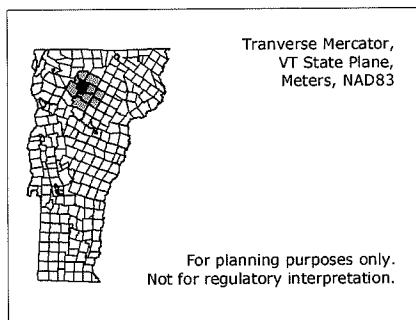 Tranverse Mercator,
VT State Plane,
Meters, NAD83
For planning purposes only.
Not for regulatory interpretation.